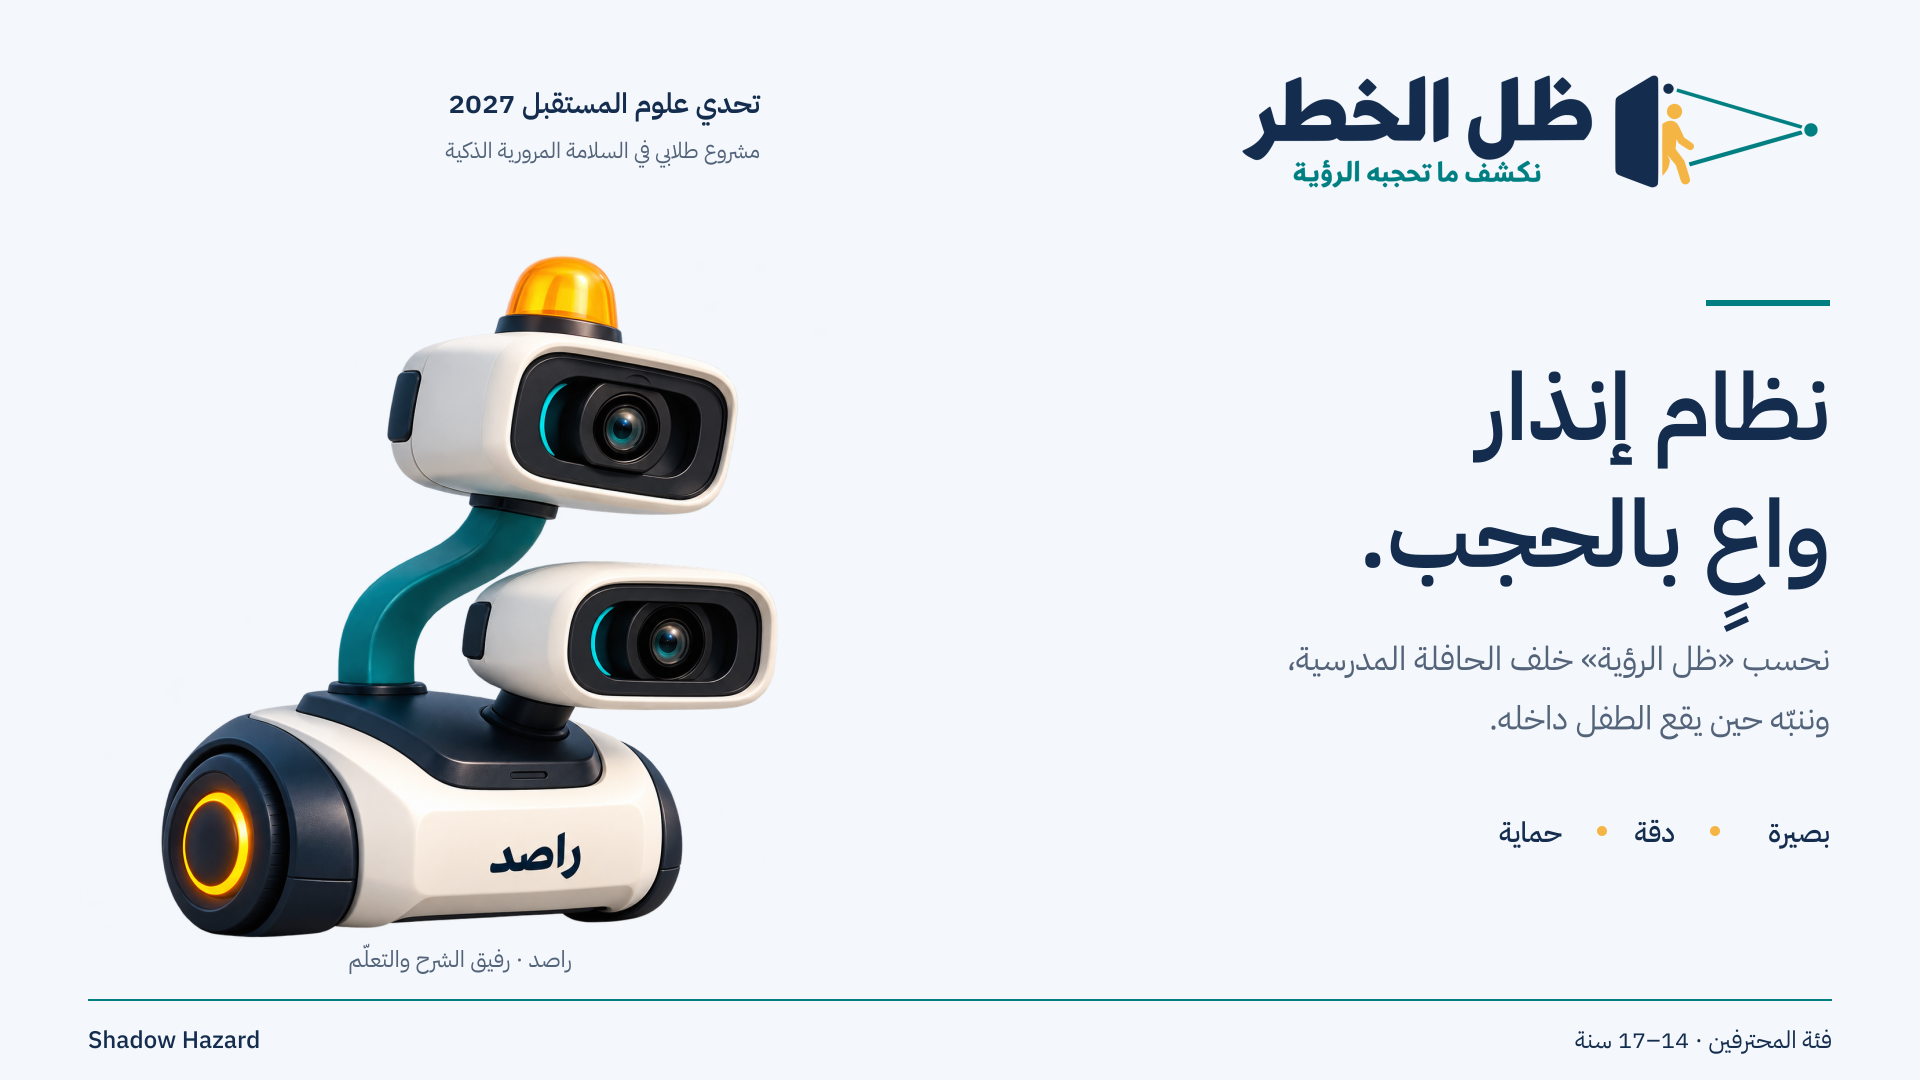 ظل الخطر
نكشف ما تحجبه الرؤية
تحدي علوم المستقبل 2027
مشروع طلابي في السلامة المرورية الذكية
نظام إنذار
واعٍ بالحجب.
نحسب «ظل الرؤية» خلف الحافلة المدرسية،
وننبّه حين يقع الطفل داخله.
بصيرة • دقة • حماية
راصد
راصد · رفيق الشرح والتعلّم
فئة المحترفين · 14–17 سنة
Shadow Hazard